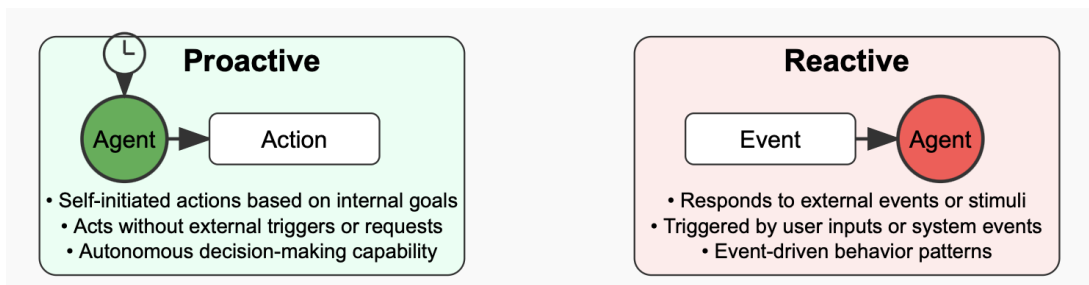 Proactive
Agent
Action
• Self-initiated actions based on internal goals
• Acts without external triggers or requests
• Autonomous decision-making capability
Reactive
Event
Agent
• Responds to external events or stimuli
• Triggered by user inputs or system events
• Event-driven behavior patterns